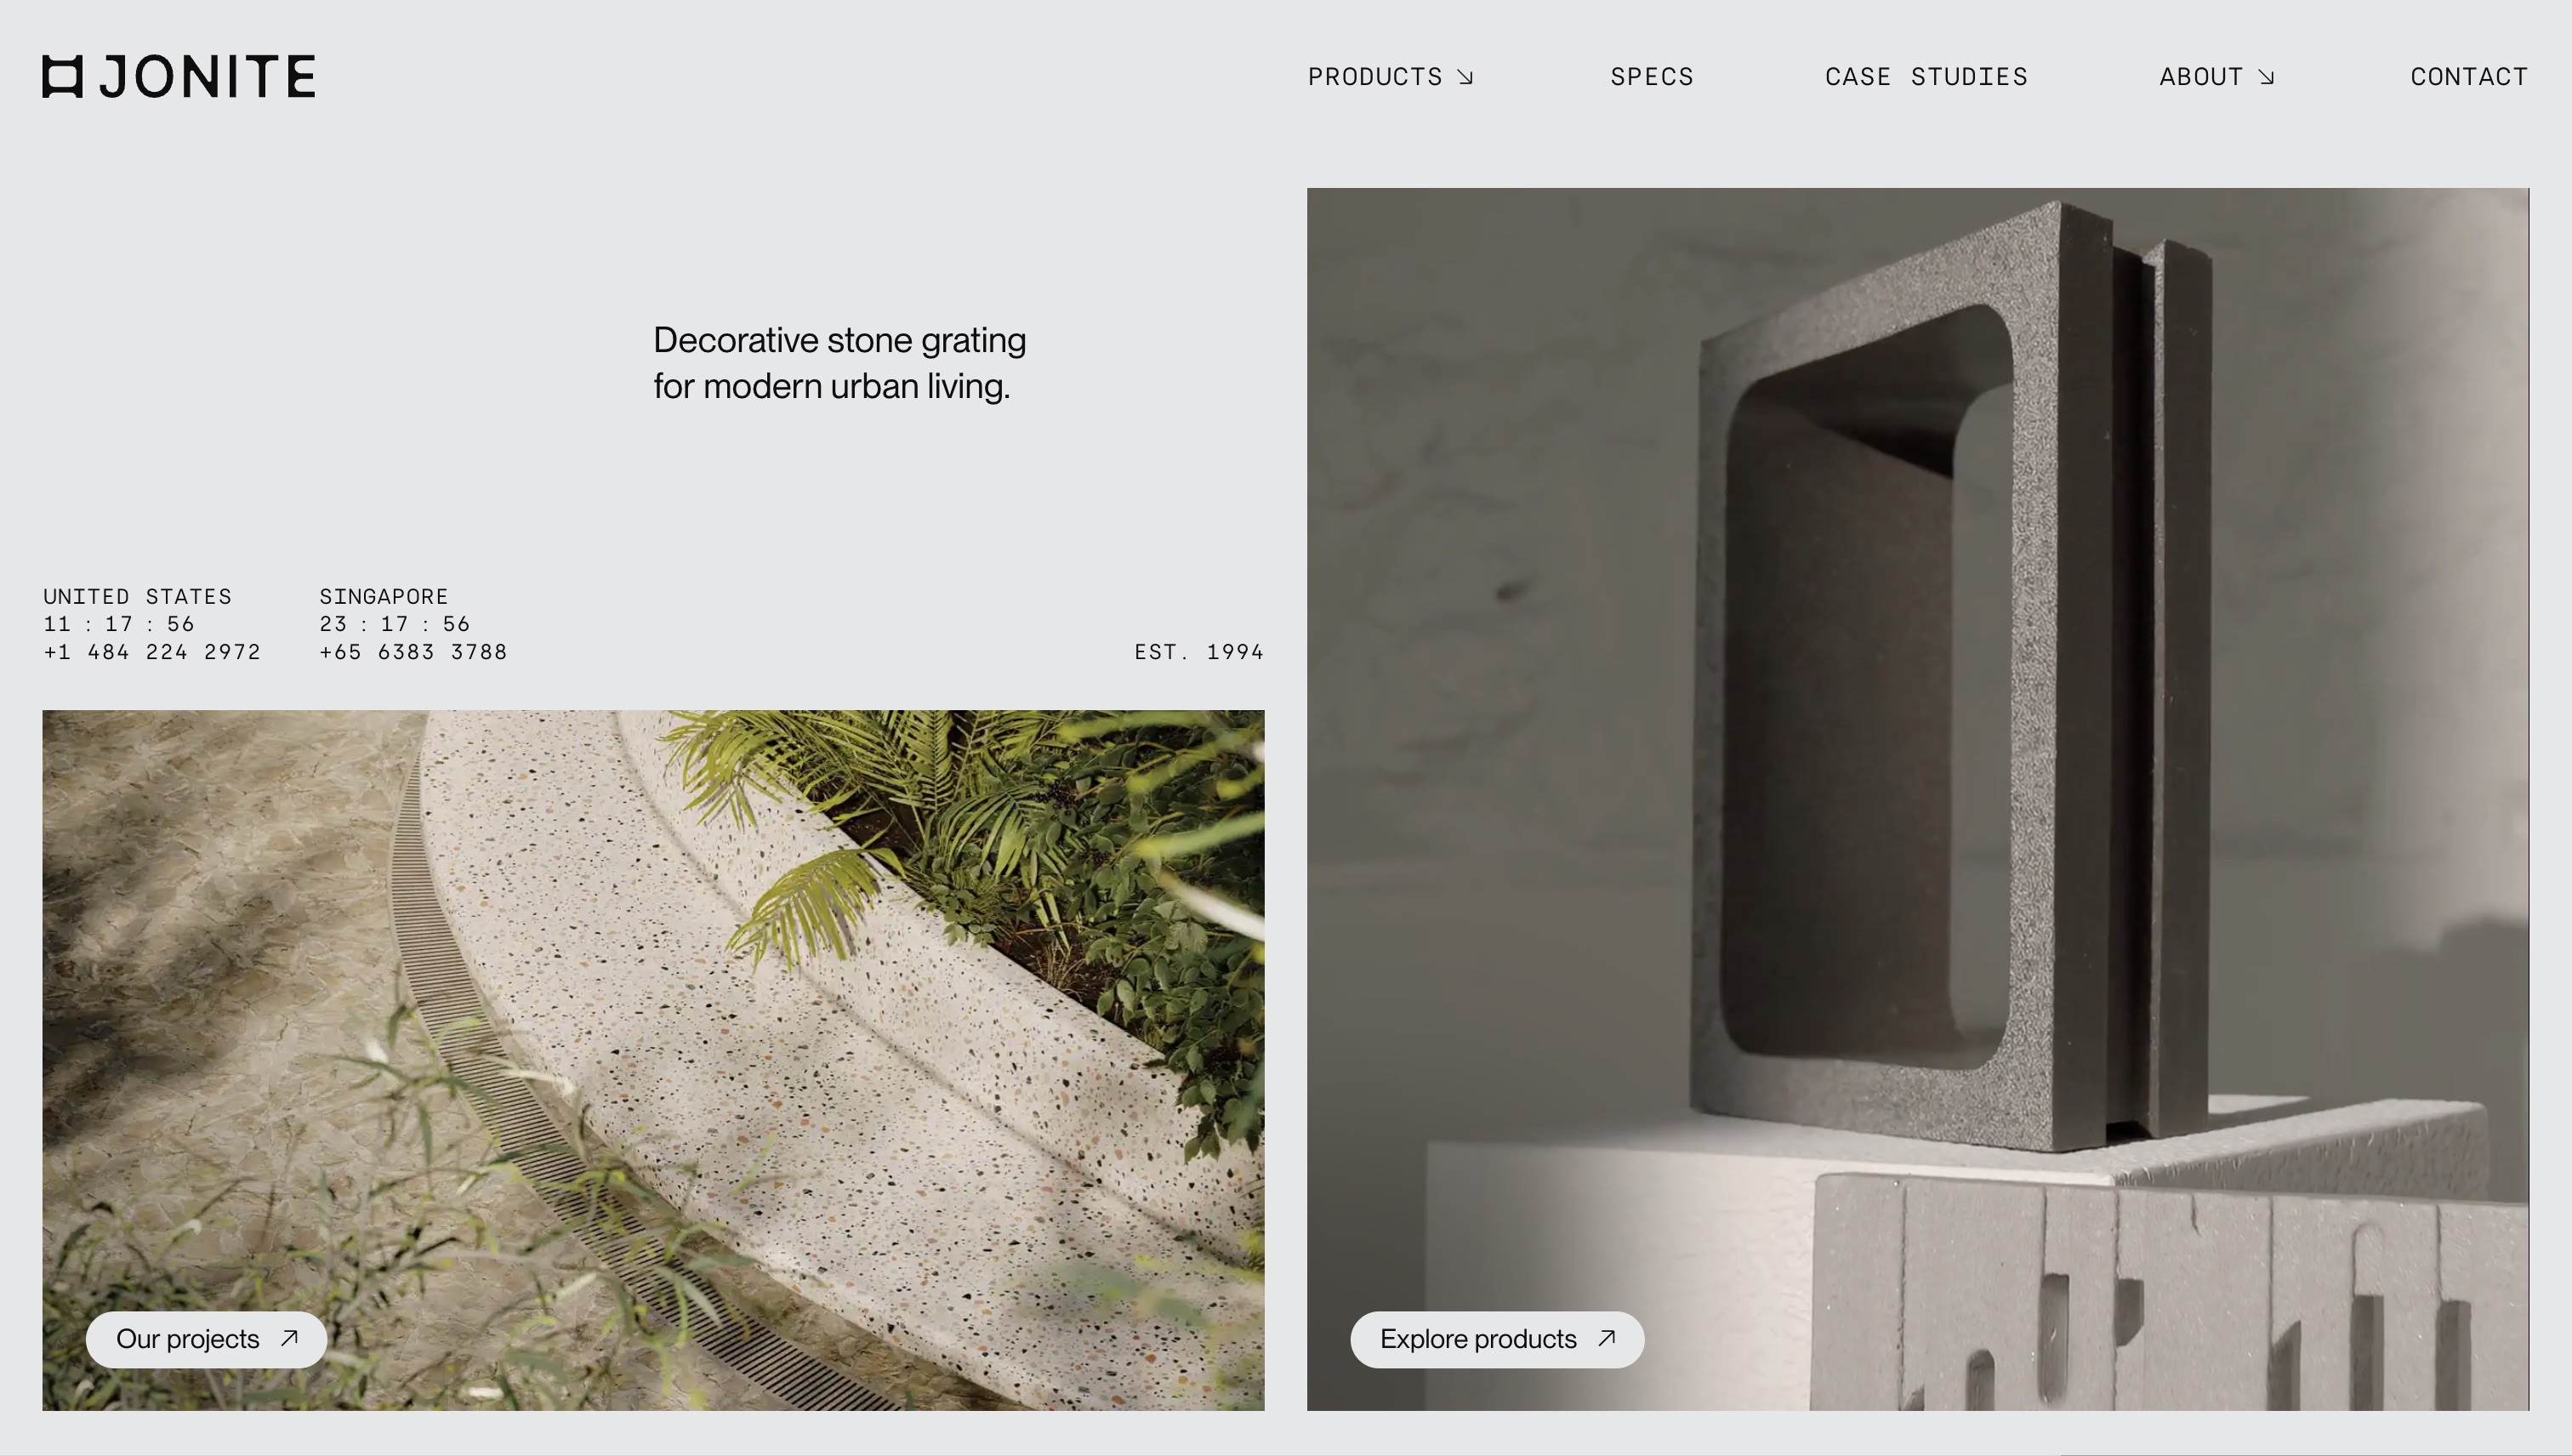 JONITE
PRODUCTS
SPECS
CASE STUDIES
ABOUT
CONTACT
Decorative stone grating
for modern urban living.
UNITED STATES
11 : 17 : 56
+1 484 224 2972
SINGAPORE
23 : 17 : 56
+65 6383 3788
EST. 1994
Our projects
Explore products